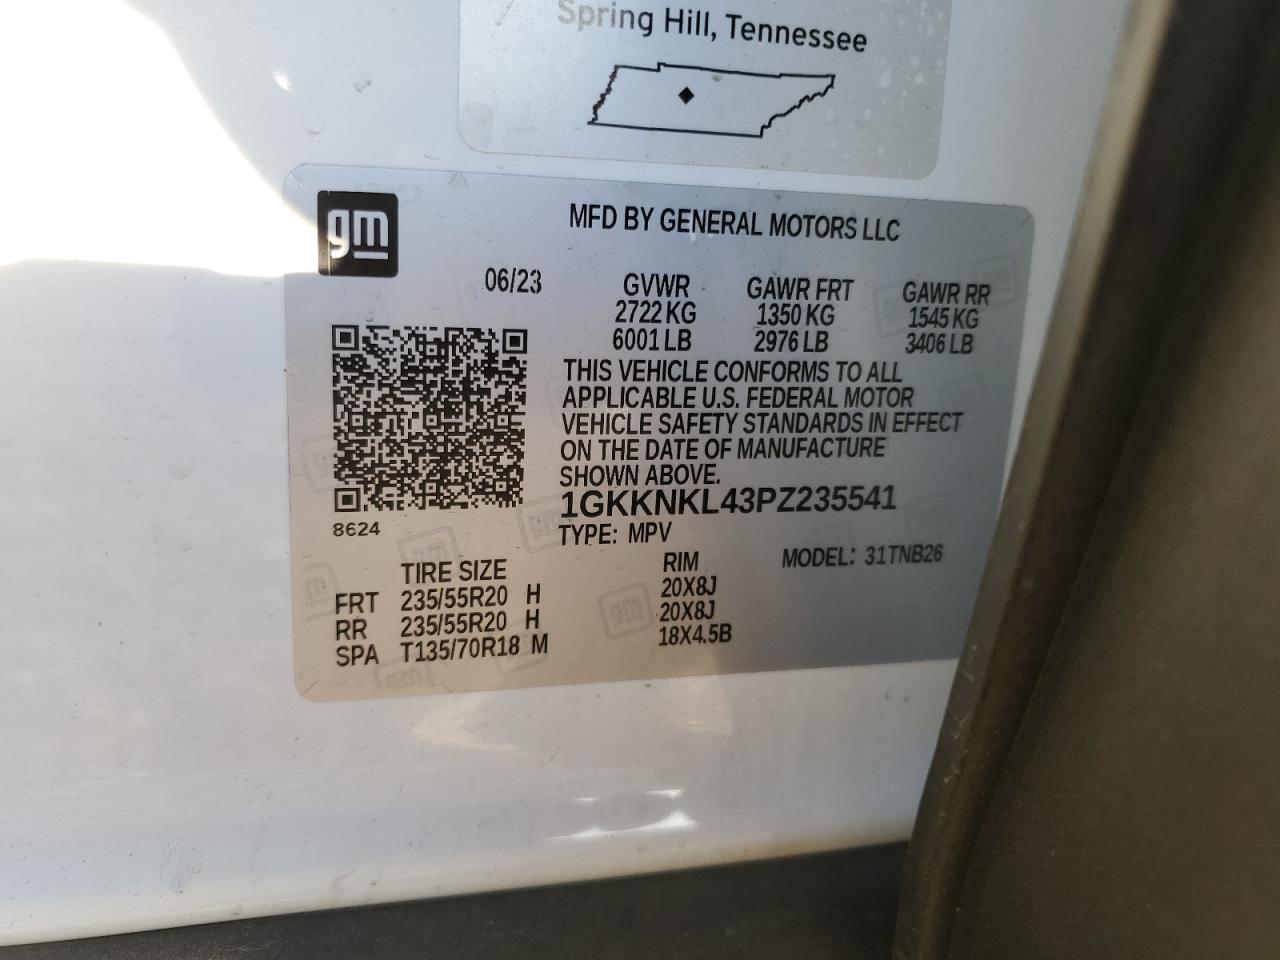 Spring Hill, Tennessee
gm
MFD BY GENERAL MOTORS LLC
06/23 GVWR GAWR FRT GAWR RR
2722 KG 1350 KG 1545 KG
6001 LB 2976 LB 3406 LB
THIS VEHICLE CONFORMS TO ALL
APPLICABLE U.S. FEDERAL MOTOR
VEHICLE SAFETY STANDARDS IN EFFECT
ON THE DATE OF MANUFACTURE
SHOWN ABOVE.
1GKKNKL43PZ235541
8624
TYPE: MPV MODEL: 31TNB26
TIRE SIZE RIM
FRT 235/55R20 H 20X8J
RR 235/55R20 H 20X8J
SPA T135/70R18 M 18X4.5B